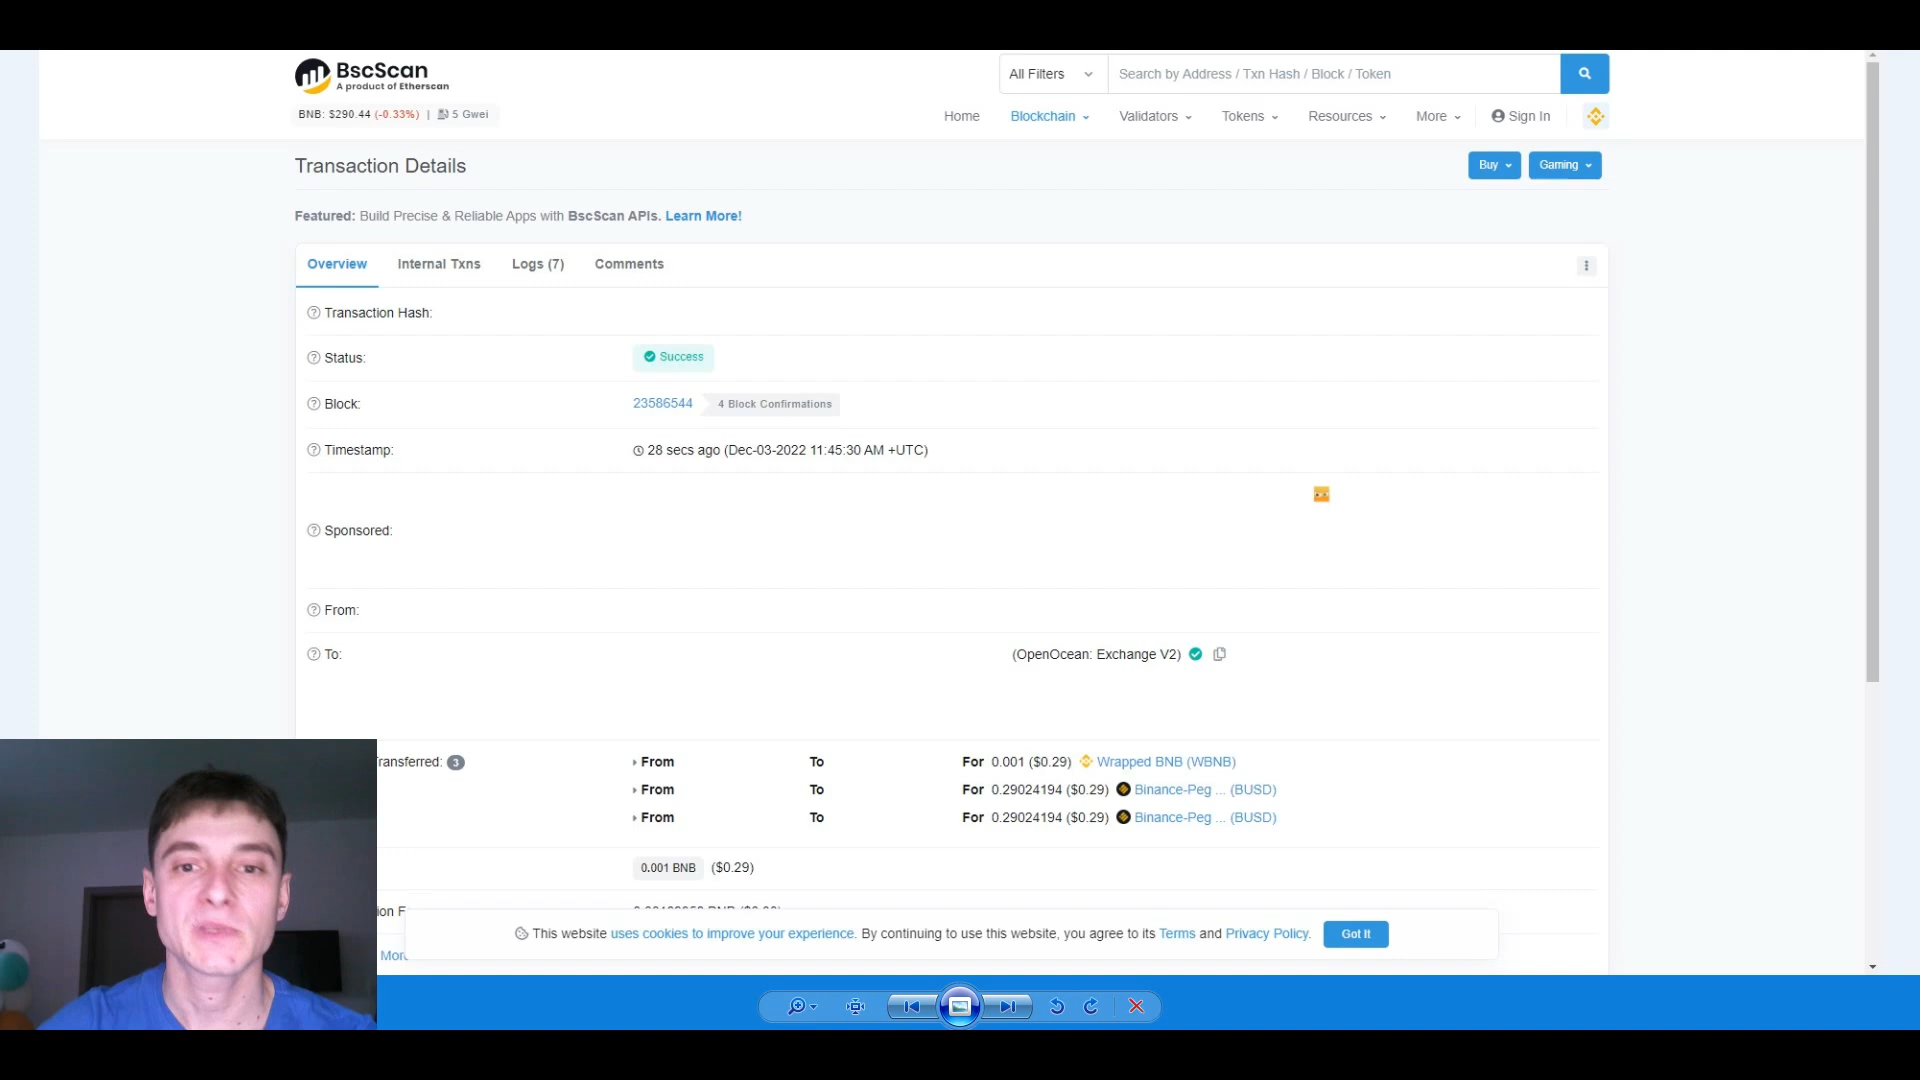 BscScan
A product of Etherscan
All Filters
Search by Address / Txn Hash / Block / Token
BNB: $290.44 (-0.33%) | 5 Gwei
Home Blockchain Validators Tokens Resources More Sign In
Transaction Details
Buy Gaming
Featured: Build Precise & Reliable Apps with BscScan APIs. Learn More!
Overview Internal Txns Logs (7) Comments
Transaction Hash:
Status: Success
Block: 23586544 4 Block Confirmations
Timestamp: 28 secs ago (Dec-03-2022 11:45:30 AM +UTC)
Sponsored:
From:
To: (OpenOcean: Exchange V2)
ransferred: 3 From To For 0.001 ($0.29) Wrapped BNB (WBNB)
From To For 0.29024194 ($0.29) Binance-Peg ... (BUSD)
From To For 0.29024194 ($0.29) Binance-Peg ... (BUSD)
0.001 BNB ($0.29)
ion F
This website uses cookies to improve your experience. By continuing to use this website, you agree to its Terms and Privacy Policy. Got It
More